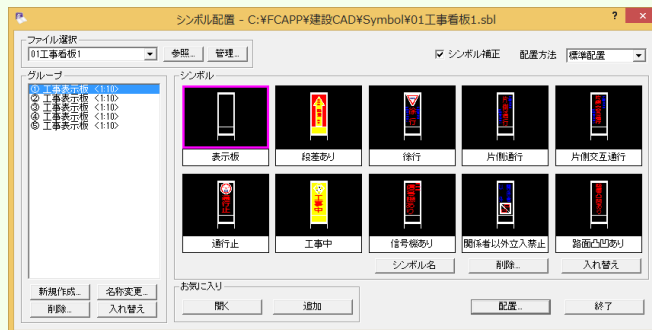 シンボル配置 - C:¥FCAPP¥建設CAD¥Symbol¥01工事看板1.sbl
? ×
ファイル選択
01工事看板1
参照...
管理...
シンボル補正
配置方法
標準配置
グループ
① 工事表示板 <1:10>
② 工事表示板 <1:10>
③ 工事表示板 <1:10>
④ 工事表示板 <1:10>
⑤ 工事表示板 <1:10>
新規作成...
名称変更...
削除...
入れ替え
シンボル
徐行
表示板
段差あり
徐行
片側通行
片側交互通行
通行止
工事中
通行止
工事中
信号機あり
関係者以外立入禁止
路面凸凹あり
シンボル名
削除...
入れ替え
お気に入り
開く
追加
配置...
終了